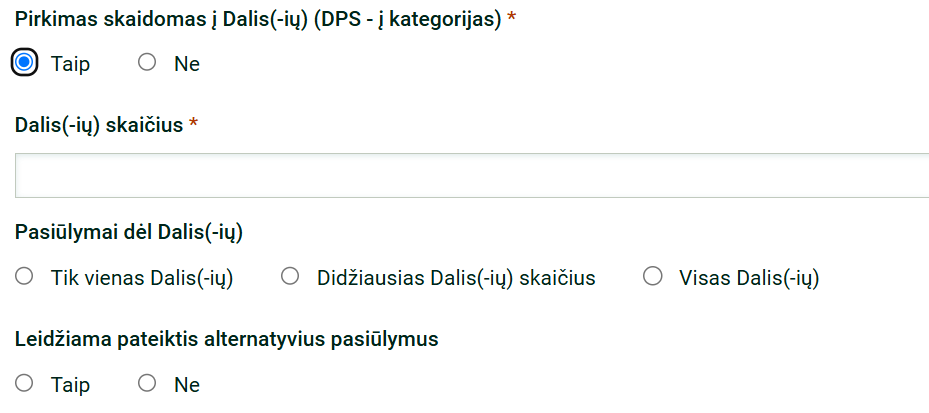 Pirkimas skaidomas į Dalis(-ių) (DPS - į kategorijas) *
Taip Ne
Dalis(-ių) skaičius *
Pasiūlymai dėl Dalis(-ių)
Tik vienas Dalis(-ių) Didžiausias Dalis(-ių) skaičius Visas Dalis(-ių)
Leidžiama pateiktis alternatyvius pasiūlymus
Taip Ne